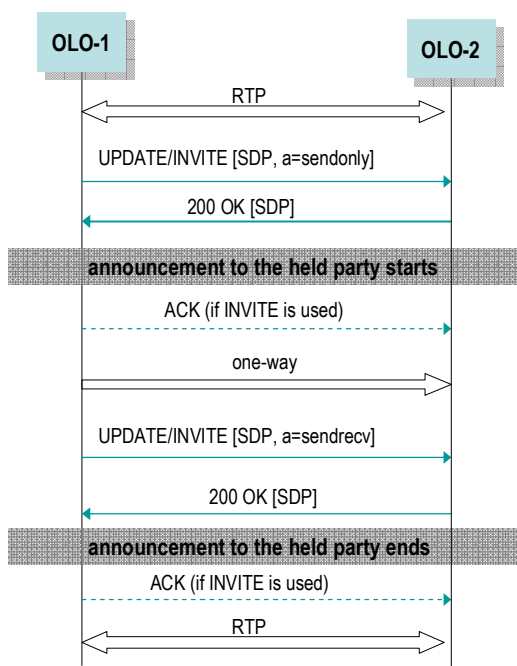 OLO-1
OLO-2
RTP
UPDATE/INVITE [SDP, a=sendonly]
200 OK [SDP]
announcement to the held party starts
ACK (if INVITE is used)
one-way
UPDATE/INVITE [SDP, a=sendrecv]
200 OK [SDP]
announcement to the held party ends
ACK (if INVITE is used)
RTP